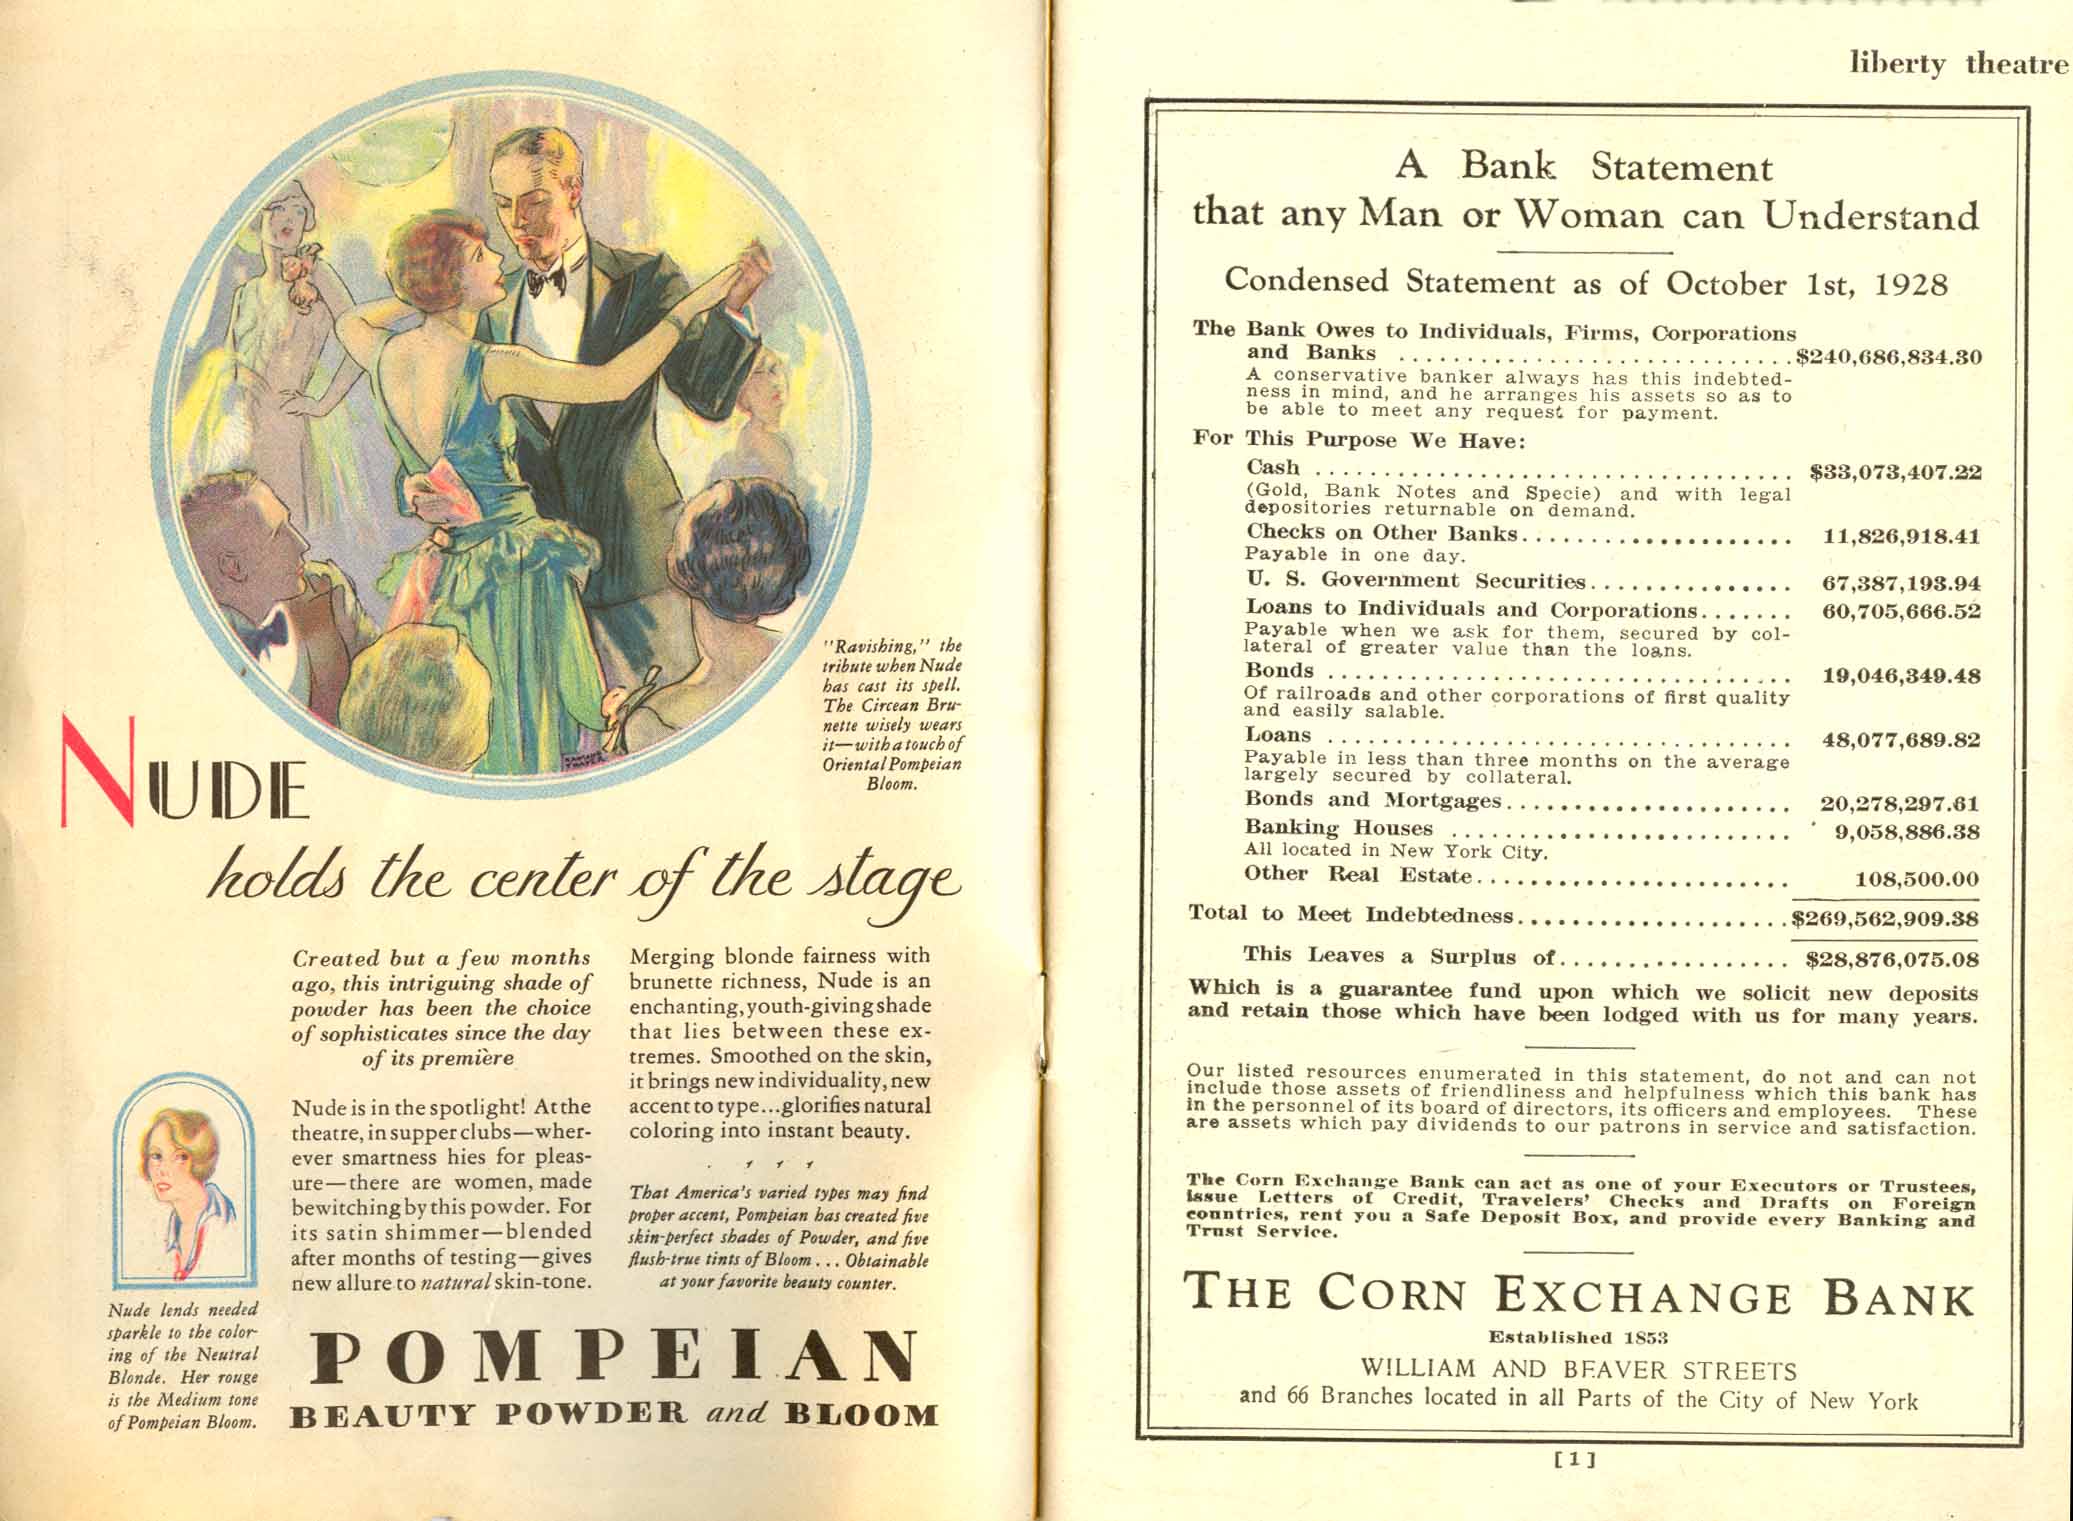 "Ravishing," the
tribute when Nude
has cast its spell.
The Circean Bru-
nette wisely wears
it—with a touch of
Oriental Pompeian
Bloom.
NUDE
holds the center of the stage
Created but a few months
ago, this intriguing shade of
powder has been the choice
of sophisticates since the day
of its première
Nude is in the spotlight! At the
theatre, in supper clubs—wher-
ever smartness hies for pleas-
ure—there are women, made
bewitching by this powder. For
its satin shimmer—blended
after months of testing—gives
new allure to natural skin-tone.
Merging blonde fairness with
brunette richness, Nude is an
enchanting, youth-giving shade
that lies between these ex-
tremes. Smoothed on the skin,
it brings new individuality, new
accent to type...glorifies natural
coloring into instant beauty.
That America's varied types may find
proper accent, Pompeian has created five
skin-perfect shades of Powder, and five
flush-true tints of Bloom . . . Obtainable
at your favorite beauty counter.
Nude lends needed
sparkle to the color-
ing of the Neutral
Blonde. Her rouge
is the Medium tone
of Pompeian Bloom.
POMPEIAN
BEAUTY POWDER and BLOOM
liberty theatre
A Bank Statement
that any Man or Woman can Understand
Condensed Statement as of October 1st, 1928
The Bank Owes to Individuals, Firms, Corporations
and Banks ............................ $240,686,834.30
A conservative banker always has this indebted-
ness in mind, and he arranges his assets so as to
be able to meet any request for payment.
For This Purpose We Have:
Cash .................................. $33,073,407.22
(Gold, Bank Notes and Specie) and with legal
depositories returnable on demand.
Checks on Other Banks.................... 11,826,918.41
Payable in one day.
U. S. Government Securities............... 67,387,193.94
Loans to Individuals and Corporations....... 60,705,666.52
Payable when we ask for them, secured by col-
lateral of greater value than the loans.
Bonds .................................. 19,046,349.48
Of railroads and other corporations of first quality
and easily salable.
Loans .................................. 48,077,689.82
Payable in less than three months on the average
largely secured by collateral.
Bonds and Mortgages..................... 20,278,297.61
Banking Houses ......................... 9,058,886.38
All located in New York City.
Other Real Estate....................... 108,500.00
Total to Meet Indebtedness.................... $269,562,909.38
This Leaves a Surplus of................. $28,876,075.08
Which is a guarantee fund upon which we solicit new deposits
and retain those which have been lodged with us for many years.
Our listed resources enumerated in this statement, do not and can not
include those assets of friendliness and helpfulness which this bank has
in the personnel of its board of directors, its officers and employees. These
are assets which pay dividends to our patrons in service and satisfaction.
The Corn Exchange Bank can act as one of your Executors or Trustees,
issue Letters of Credit, Travelers' Checks and Drafts on Foreign
countries, rent you a Safe Deposit Box, and provide every Banking and
Trust Service.
THE CORN EXCHANGE BANK
Established 1853
WILLIAM AND BEAVER STREETS
and 66 Branches located in all Parts of the City of New York
[ 1 ]